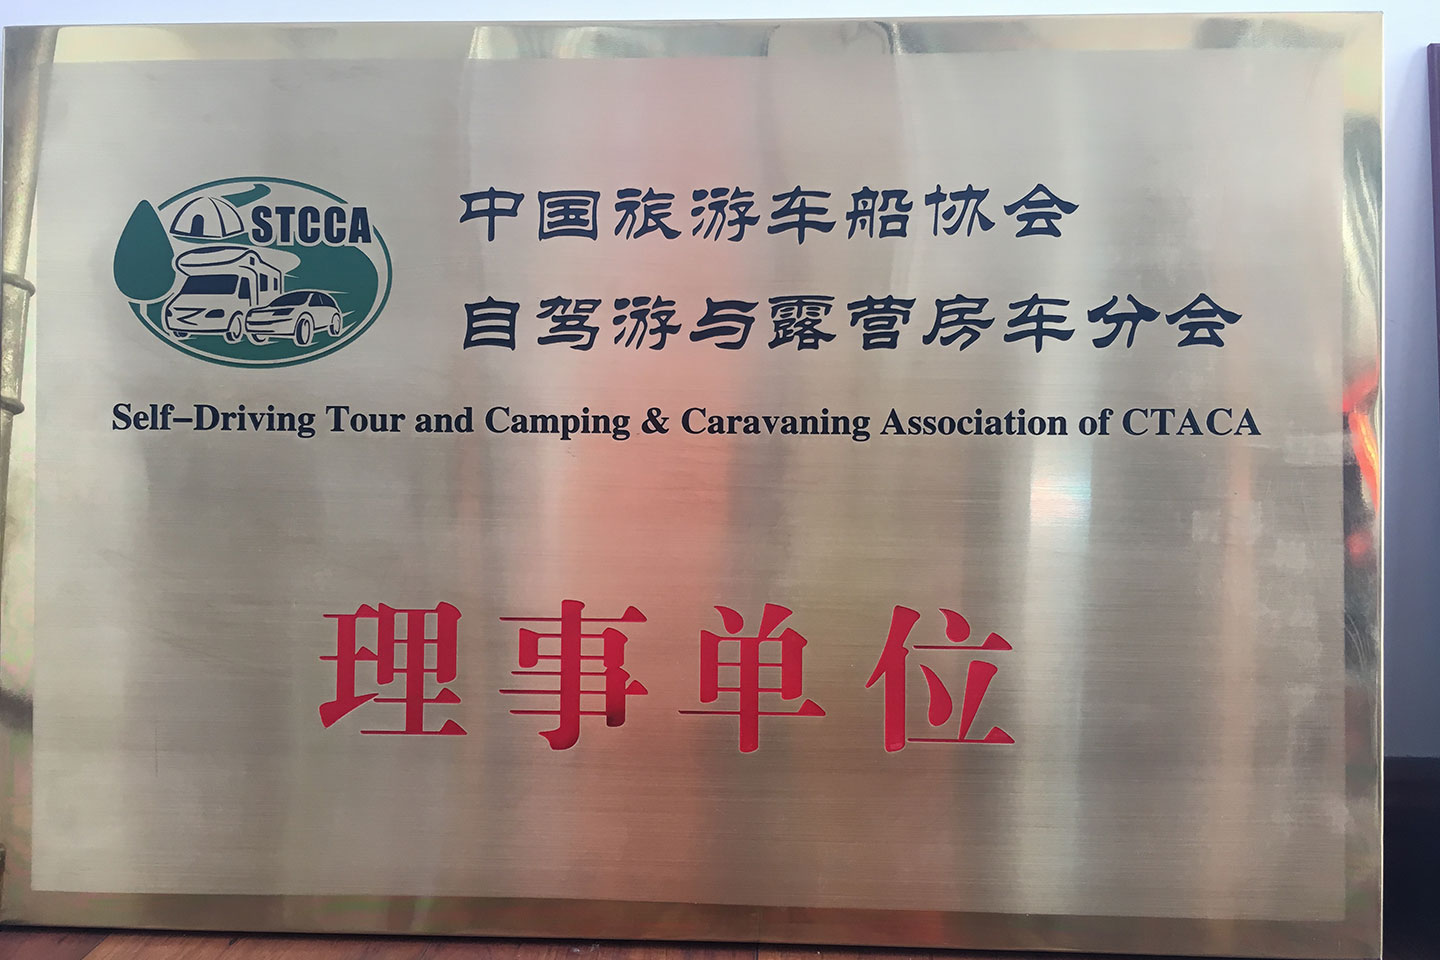 STCCA
中国旅游车船协会
自驾游与露营房车分会
Self-Driving Tour and Camping & Caravaning Association of CTACA
理事单位